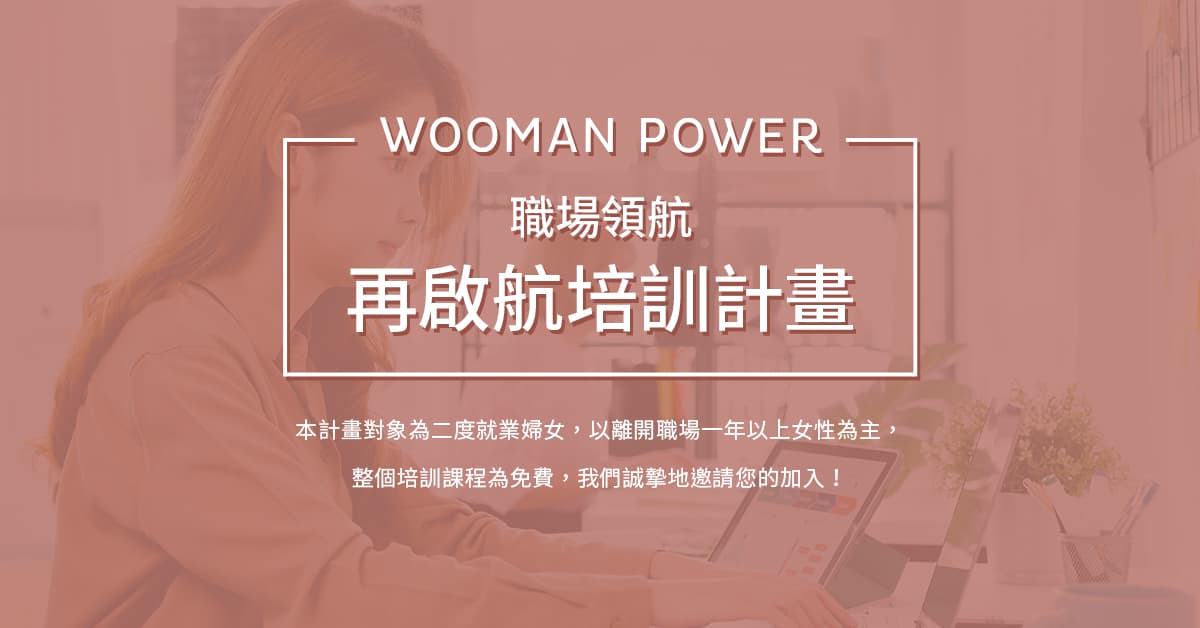 WOOMAN POWER
職場領航
再啟航培訓計畫
本計畫對象為二度就業婦女，以離開職場一年以上女性為主，
整個培訓課程為免費，我們誠摯地邀請您的加入！